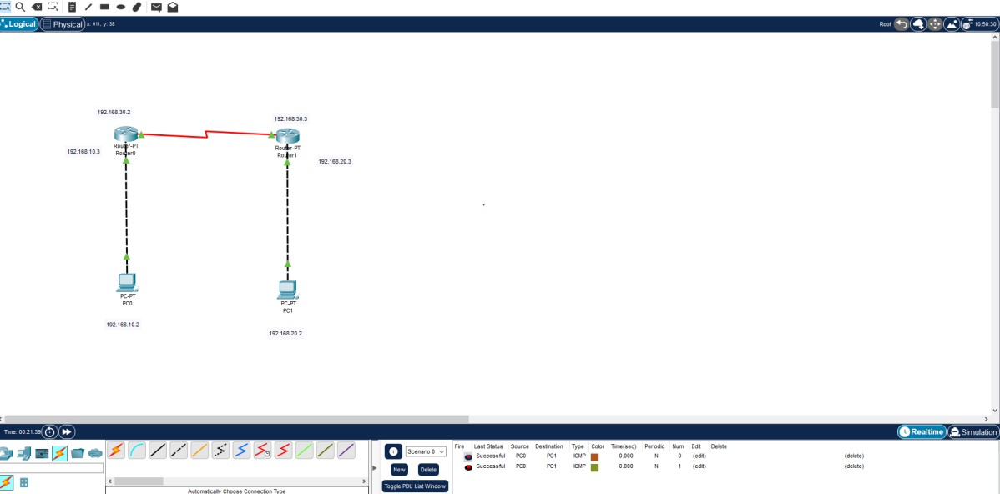 Logical Physical x: 411, y: 38 Root 10:50:30
192.168.30.2
192.168.30.3
Router-PT
Router0
192.168.10.3
Router-PT
Router1
192.168.20.3
PC-PT
PC0
192.168.10.2
PC-PT
PC1
192.168.20.2
Time: 00:21:39 Realtime Simulation
Scenario 0
New Delete
Toggle PDU List Window
Fire Last Status Source Destination Type Color Time(sec) Periodic Num Edit Delete
Successful PC0 PC1 ICMP 0.000 N 0 (edit) (delete)
Successful PC0 PC1 ICMP 0.000 N 1 (edit) (delete)
Automatically Choose Connection Type